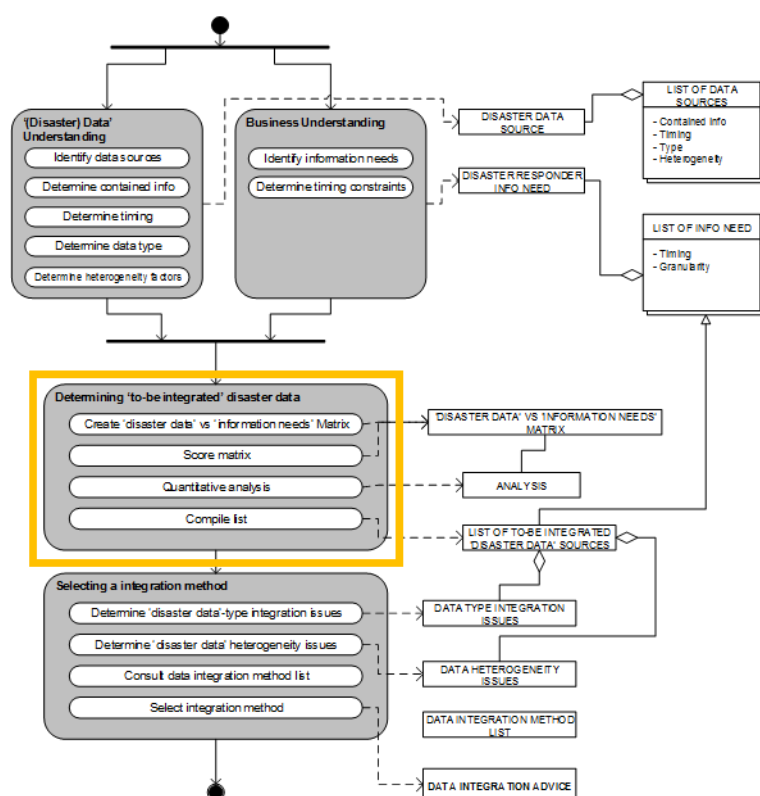 '(Disaster) Data'
Understanding
Identify data sources
Determine contained info
Determine timing
Determine data type
Determine heterogeneity factors
Business Understanding
Identify information needs
Determine timing constraints
DISASTER DATA
SOURCE
DISASTER RESPONDER
INFO NEED
LIST OF DATA
SOURCES
- Contained info
- Timing
- Type
- Heterogeneity
LIST OF INFO NEED
- Timing
- Granularity
Determining 'to-be integrated' disaster data
Create 'disaster data' vs 'information needs' Matrix
Score matrix
Quantitative analysis
Compile list
'DISASTER DATA' VS 'INFORMATION NEEDS'
MATRIX
ANALYSIS
LIST OF TO-BE INTEGRATED
'DISASTER DATA' SOURCES
Selecting a integration method
Determine 'disaster data'-type integration issues
Determine 'disaster data' heterogeneity issues
Consult data integration method list
Select integration method
DATA TYPE INTEGRATION
ISSUES
DATA HETEROGENEITY
ISSUES
DATA INTEGRATION METHOD
LIST
DATA INTEGRATION ADVICE